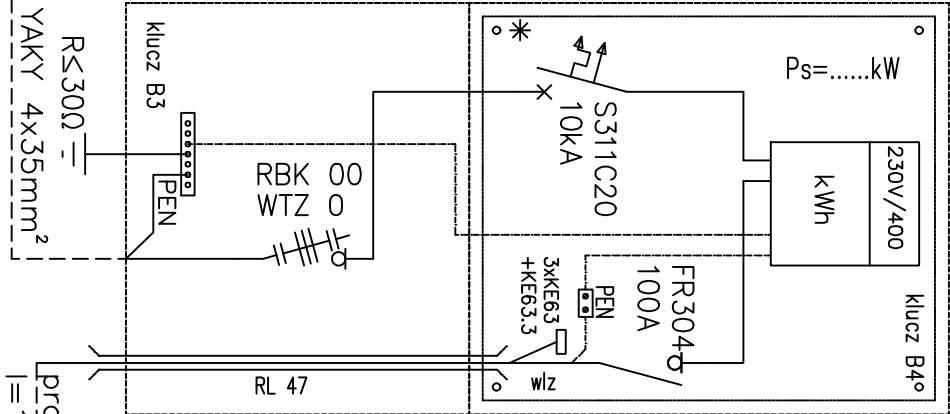 YAKY 4x35mm²
R≤30Ω
klucz B3
PEN
RBK 00
WTZ 0
RL 47
S311C20
10kA
Ps=......kW
230V/400
kWh
FR304
100A
PEN
3xKE63
+KE63.3
wlz
klucz B4